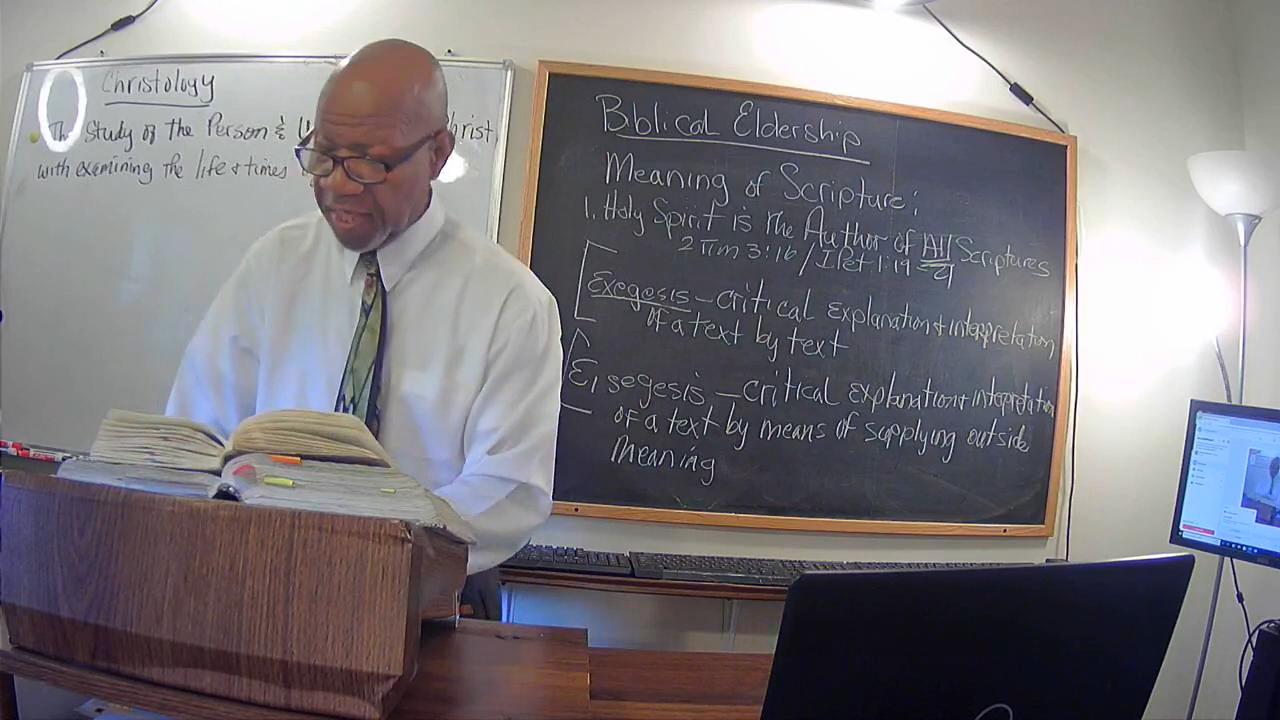 Christology
The Study of the Person &
with examining the life & times
Biblical Eldership
Meaning of Scripture:
1. Holy Spirit is the Author of All Scriptures
2 Tim 3:16 / I Pet 1:19-21
Exegesis - critical explanation & interpretation
of a text by text
Eisegesis - critical explanation & interpretation
of a text by means of supplying outside
meaning